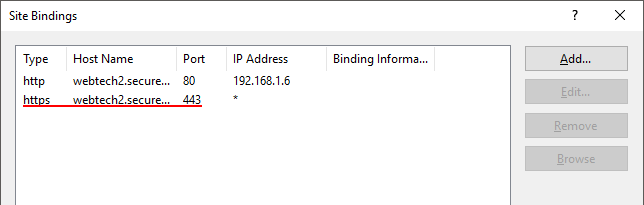 Site Bindings ? ×
Type Host Name Port IP Address Binding Informa...
http webtech2.secure... 80 192.168.1.6
https webtech2.secure... 443 *
Add...
Edit...
Remove
Browse